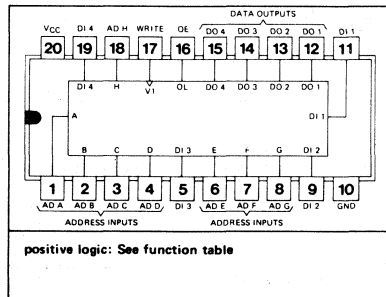 DATA OUTPUTS
VCC DI 4 AD H WRITE OE DO 4 DO 3 DO 2 DO 1 DI 1
20 19 18 17 16 15 14 13 12 11
DI 4 H V1 OL DO 4 DO 3 DO 2 DO 1
A DI 1
B C D DI 3 E F G DI 2
1 2 3 4 5 6 7 8 9 10
AD A AD B AD C AD D DI 3 AD E AD F AD G DI 2 GND
ADDRESS INPUTS ADDRESS INPUTS
positive logic: See function table